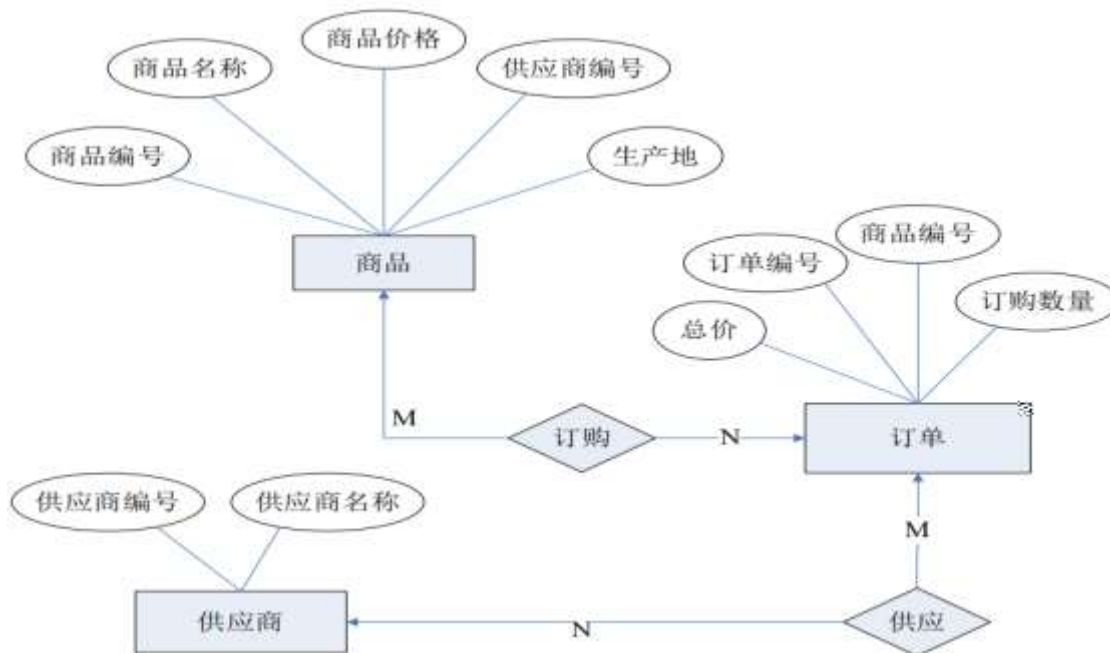 商品价格
商品名称
供应商编号
商品编号
生产地
商品
商品编号
订单编号
订购数量
总价
M
订购
N
订单
供应商编号
供应商名称
M
供应商
N
供应